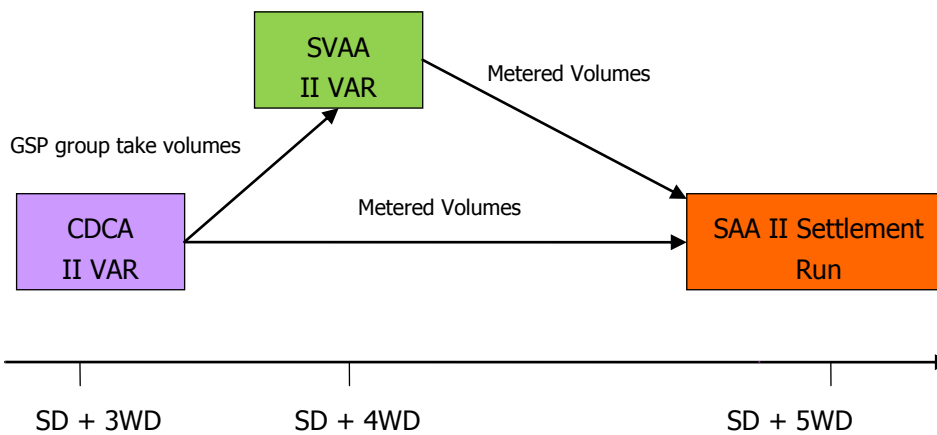 SVAA
II VAR
Metered Volumes
GSP group take volumes
CDCA
II VAR
Metered Volumes
SAA II Settlement
Run
SD + 3WD
SD + 4WD
SD + 5WD